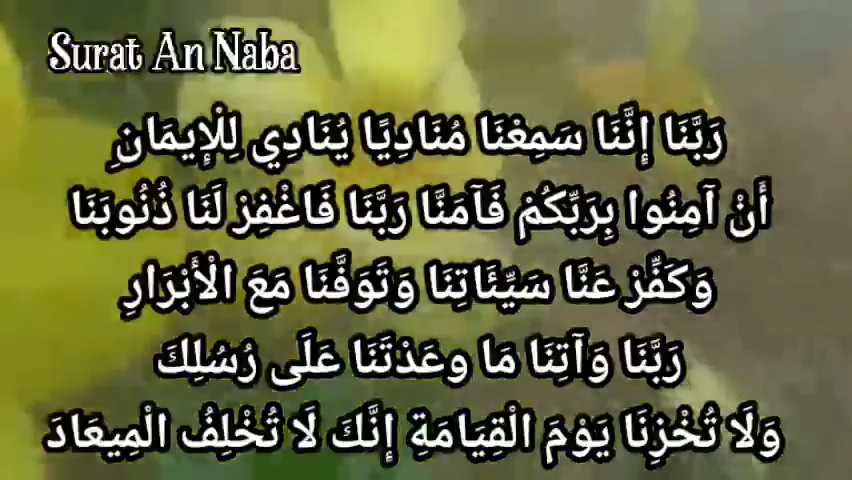 Surat An Naba
رَبَّنَا إِنَّنَا سَمِعْنَا مُنَادِيًا يُنَادِي لِلْإِيمَانِ
أَنْ آمِنُوا بِرَبِّكُمْ فَآمَنَّا رَبَّنَا فَاغْفِرْ لَنَا ذُنُوبَنَا
وَكَفِّرْ عَنَّا سَيِّئَاتِنَا وَتَوَفَّنَا مَعَ الْأَبْرَارِ
رَبَّنَا وَآتِنَا مَا وعَدْتَنَا عَلَى رُسُلِكَ
وَلَا تُخْزِنَا يَوْمَ الْقِيَامَةِ إِنَّكَ لَا تُخْلِفُ الْمِيعَادَ